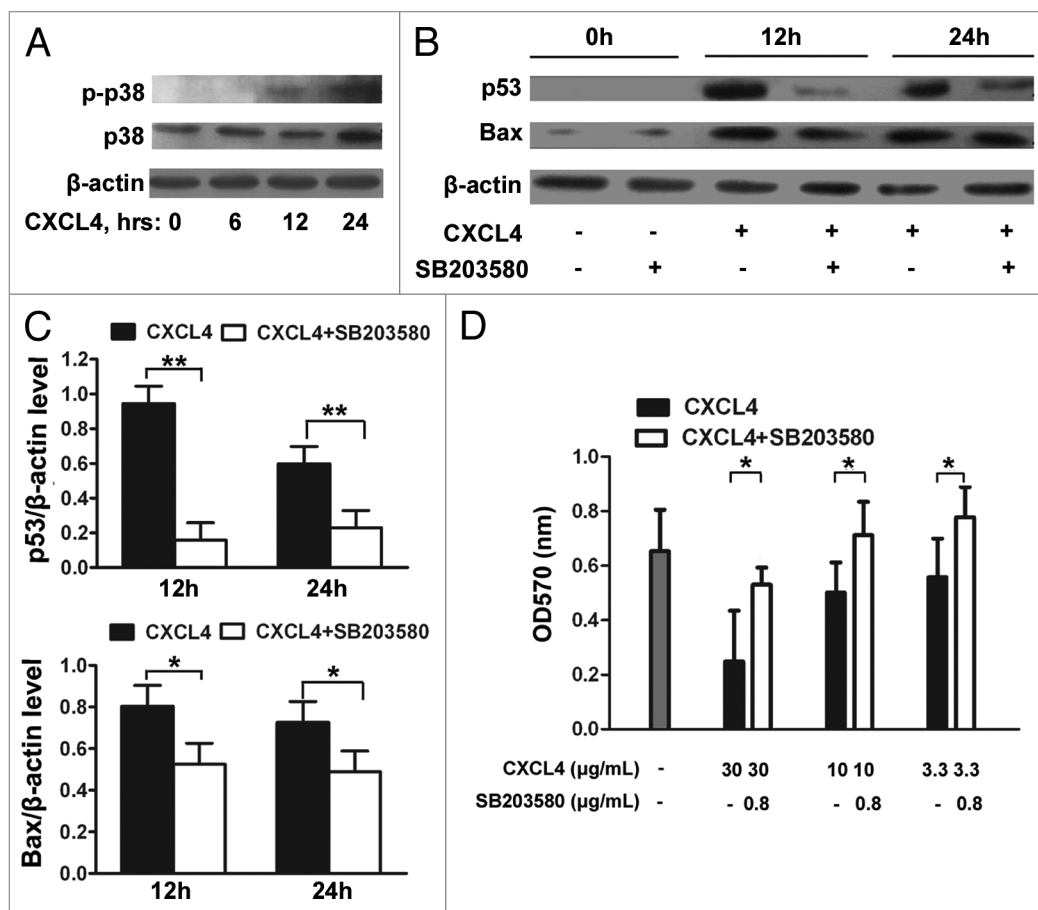 A
p-p38
p38
β-actin
CXCL4, hrs: 0 6 12 24
B
0h 12h 24h
p53
Bax
β-actin
CXCL4 - - + + + +
SB203580 - + - + - +
C
CXCL4 CXCL4+SB203580
p53/β-actin level
1.2
1.0
0.8
0.6
0.4
0.2
0.0
** **
12h 24h
CXCL4 CXCL4+SB203580
Bax/β-actin level
1.0
0.8
0.6
0.4
0.2
0.0
* *
12h 24h
D
CXCL4
CXCL4+SB203580
OD570 (nm)
1.0
0.8
0.6
0.4
0.2
0.0
* * *
CXCL4 (μg/mL) - 30 30 10 10 3.3 3.3
SB203580 (μg/mL) - - 0.8 - 0.8 - 0.8